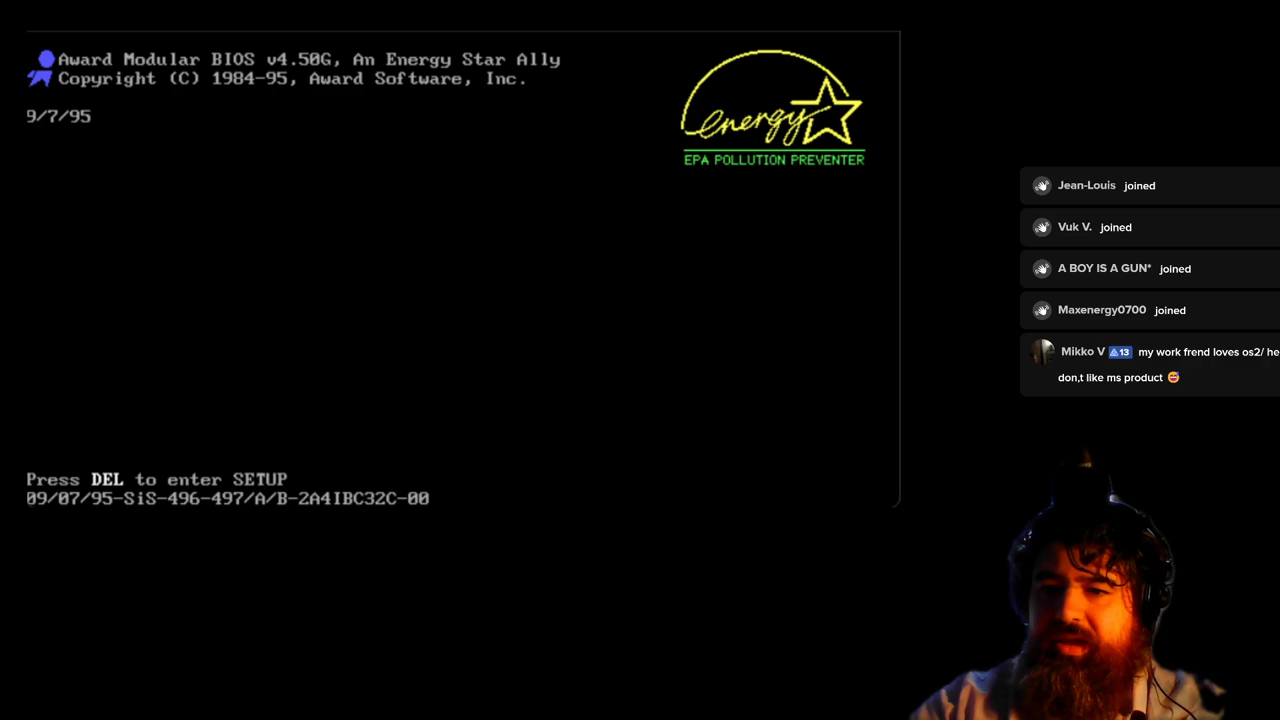 Award Modular BIOS v4.50G, An Energy Star Ally
Copyright (C) 1984-95, Award Software, Inc.
9/7/95
energy
EPA POLLUTION PREVENTER
Jean-Louis joined
Vuk V. joined
A BOY IS A GUN* joined
Maxenergy0700 joined
Mikko V 13 my work frend loves os2/ he
don,t like ms product 😅
Press DEL to enter SETUP
09/07/95-SiS-496-497/A/B-2A4IBC32C-00